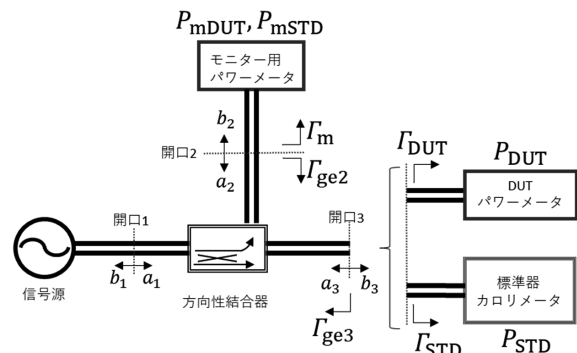 P_mDUT, P_mSTD
モニター用
パワーメータ
b_2
開口2
a_2
Γ_m
Γ_ge2
Γ_DUT
P_DUT
DUT
パワーメータ
開口1
開口3
b_1 a_1
a_3 b_3
信号源
方向性結合器
Γ_ge3
標準器
カロリメータ
Γ_STD
P_STD